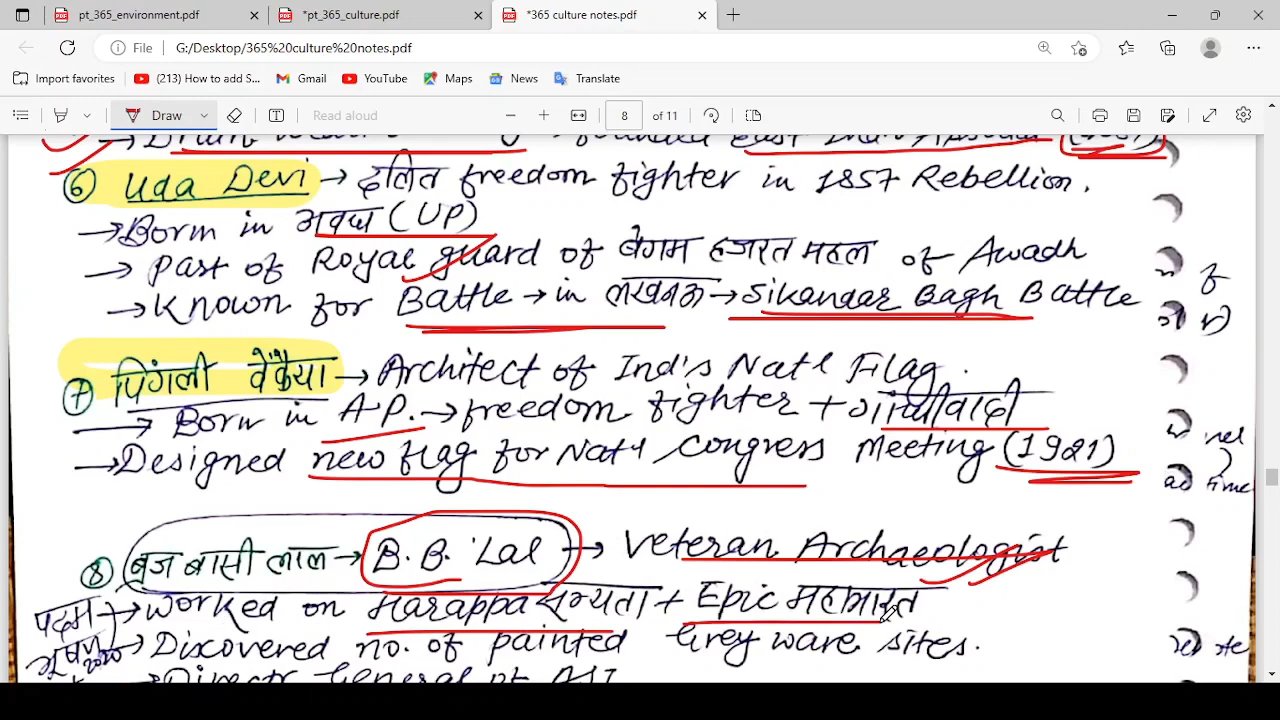 pt_365_environment.pdf
*pt_365_culture.pdf
*365 culture notes.pdf
File G:/Desktop/365%20culture%20notes.pdf
Import favorites (213) How to add S... Gmail YouTube Maps News Translate
Draw Read aloud 8 of 11
⑥ Uda Devi → दलित freedom fighter in 1857 Rebellion.
→ Born in अवध (UP)
→ Part of Royal guard of बेगम हजरत महल of Awadh
→ Known for Battle → in लखनऊ → Sikandar Bagh Battle
⑦ पिंगली वेंकैया → Architect of Ind's Nat'l Flag.
→ Born in A.P. → freedom fighter + गांधीवादी
→ Designed new flag for Nat'l Congress Meeting (1921)
⑧ ब्रज बासी लाल → B. B. Lal → Veteran Archaeologist
→ Worked on Harappa सभ्यता + Epic महाभारत
→ Discovered no. of painted Grey ware sites.